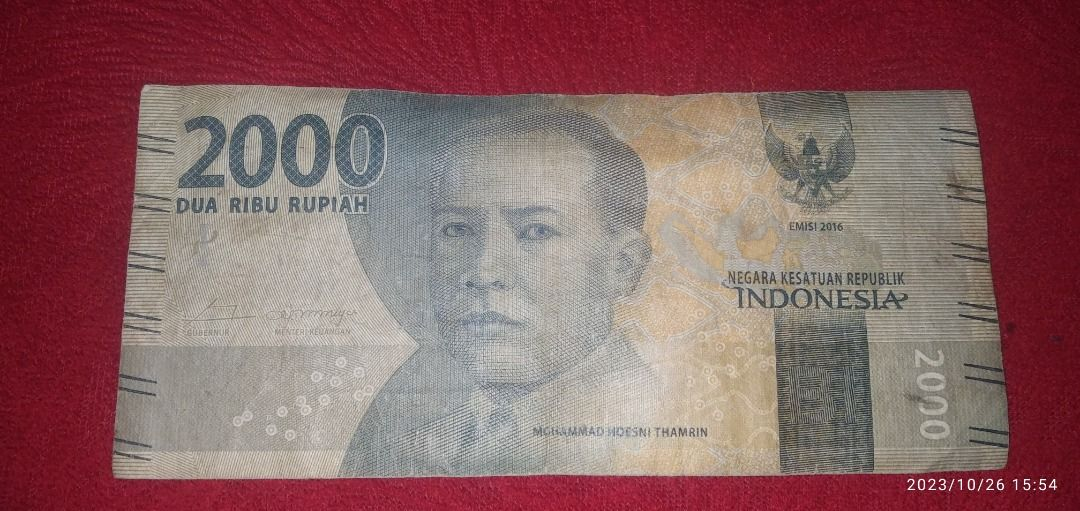 2000
DUA RIBU RUPIAH
EMISI 2016
NEGARA KESATUAN REPUBLIK
INDONESIA
GUBERNUR
MENTERI KEUANGAN
2000
MOHAMMAD HOESNI THAMRIN
2023/10/26 15:54